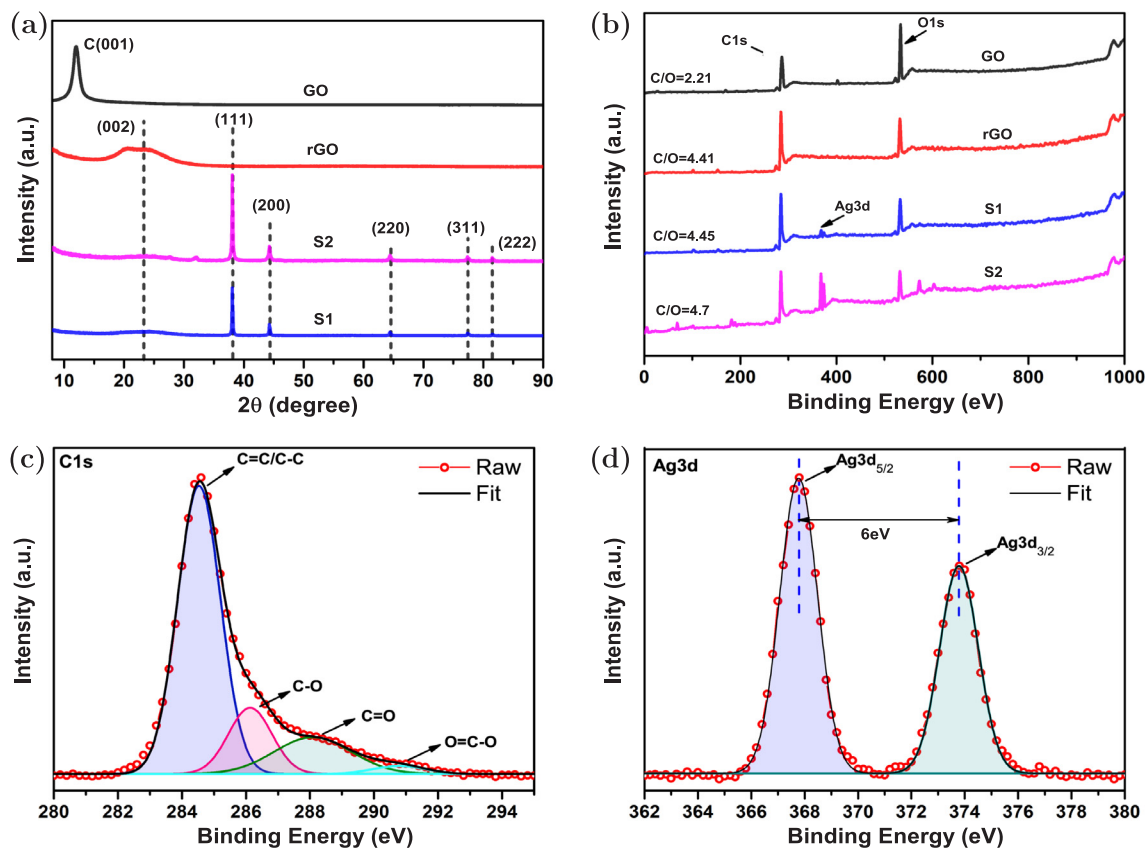 (a)
C(001)
GO
(002)
(111)
rGO
(200)
S2
(220)
(311)
(222)
S1
Intensity (a.u.)
10 20 30 40 50 60 70 80 90
2θ (degree)
(b)
O1s
C1s
GO
C/O=2.21
rGO
C/O=4.41
Ag3d
S1
C/O=4.45
S2
C/O=4.7
Intensity (a.u.)
0 200 400 600 800 1000
Binding Energy (eV)
(c)
C1s
C=C/C-C
Raw
Fit
C-O
C=O
O=C-O
Intensity (a.u.)
280 282 284 286 288 290 292 294
Binding Energy (eV)
(d)
Ag3d
Ag3d5/2
Raw
Fit
6eV
Ag3d3/2
Intensity (a.u.)
362 364 366 368 370 372 374 376 378 380
Binding Energy (eV)